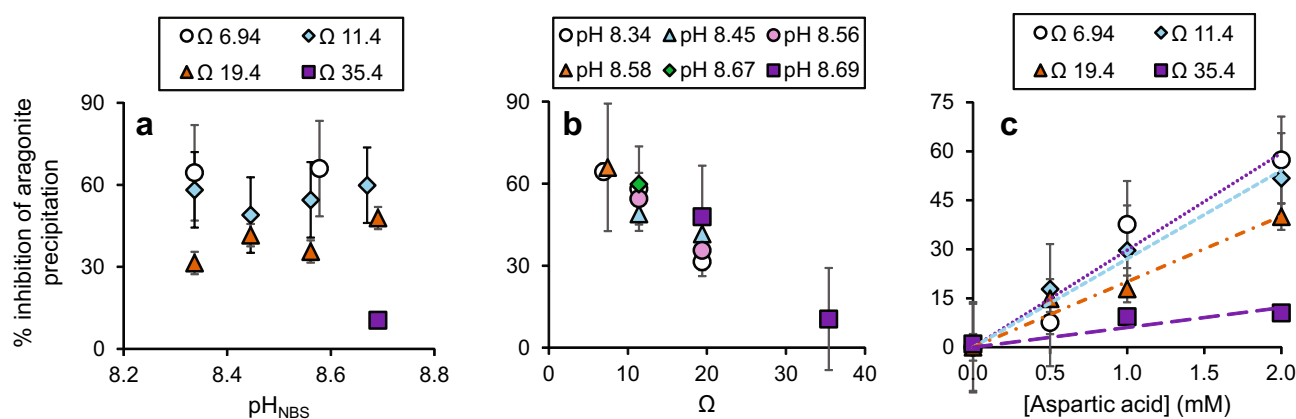 Ω 6.94 Ω 11.4
Ω 19.4 Ω 35.4
% inhibition of aragonite
precipitation
a
90
60
30
0
8.2 8.4 8.6 8.8
pHNBS
pH 8.34 pH 8.45 pH 8.56
pH 8.58 pH 8.67 pH 8.69
b
90
60
30
0
0 10 20 30 40
Ω
Ω 6.94 Ω 11.4
Ω 19.4 Ω 35.4
c
75
60
45
30
15
0
0.0 0.5 1.0 1.5 2.0
[Aspartic acid] (mM)